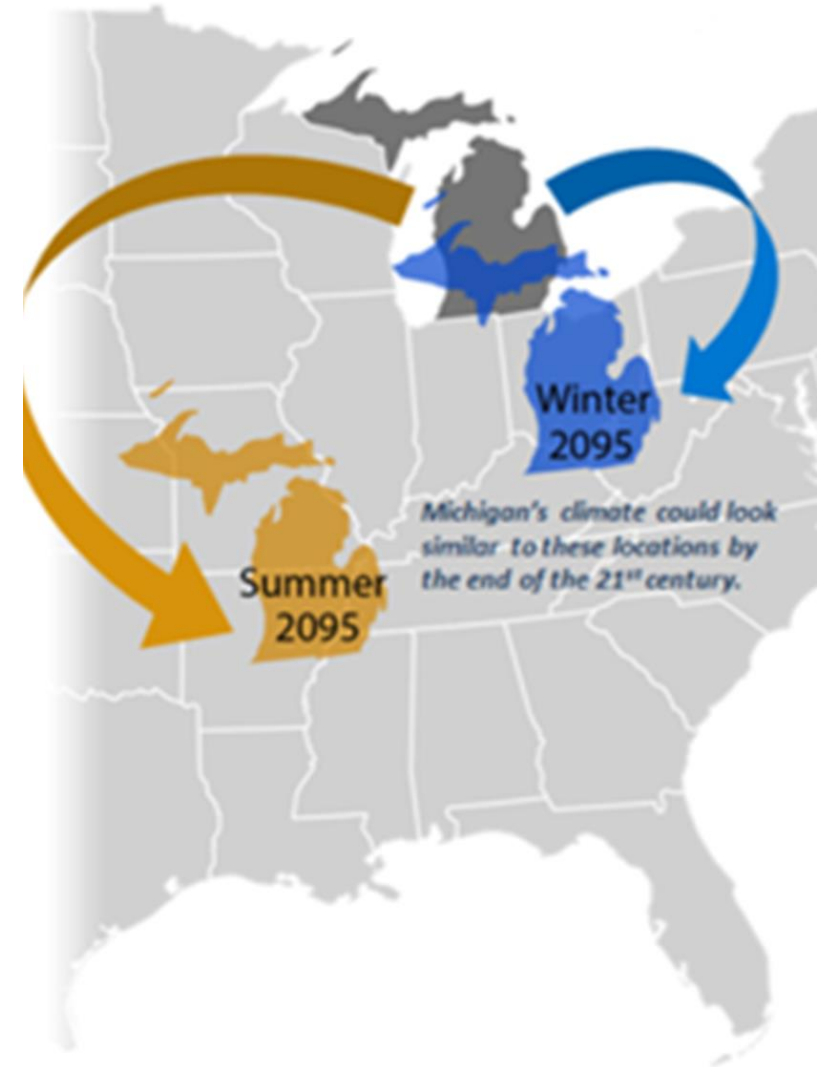 Winter
2095
Michigan's climate could look
similar to these locations by
the end of the 21st century.
Summer
2095